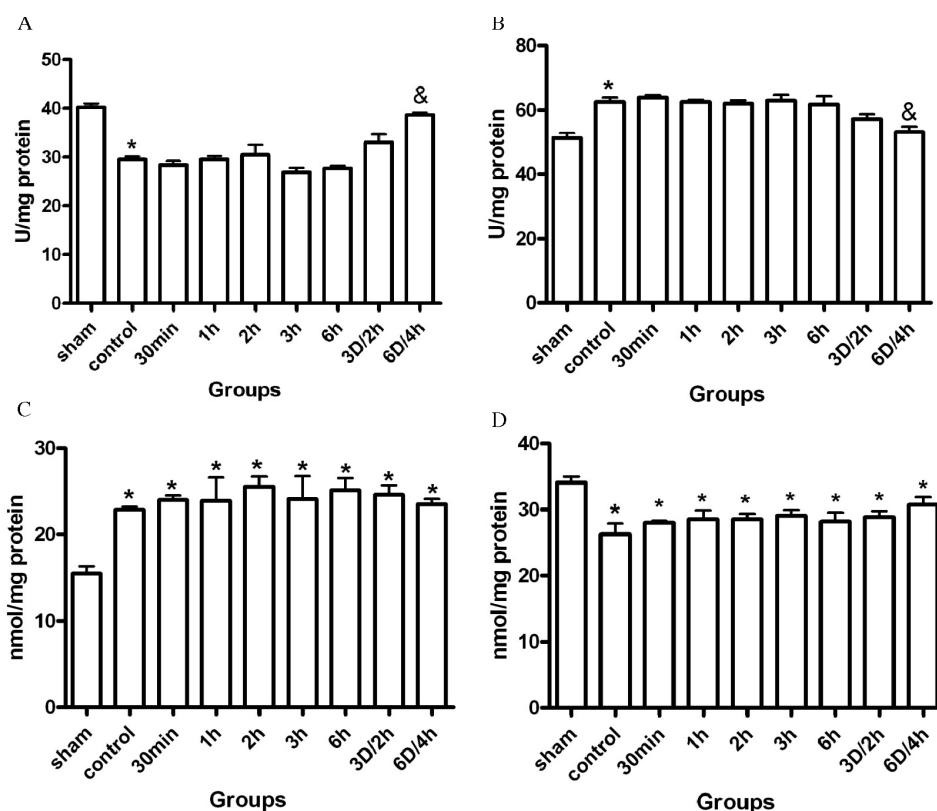 A
50
40
30
20
10
0
U/mg protein
*
&
sham
control
30min
1h
2h
3h
6h
3D/2h
6D/4h
Groups
B
80
60
40
20
0
U/mg protein
*
&
sham
control
30min
1h
2h
3h
6h
3D/2h
6D/4h
Groups
C
30
20
10
0
nmol/mg protein
* * * * * * * *
sham
control
30min
1h
2h
3h
6h
3D/2h
6D/4h
Groups
D
40
30
20
10
0
nmol/mg protein
* * * * * * * *
sham
control
30min
1h
2h
3h
6h
3D/2h
6D/4h
Groups